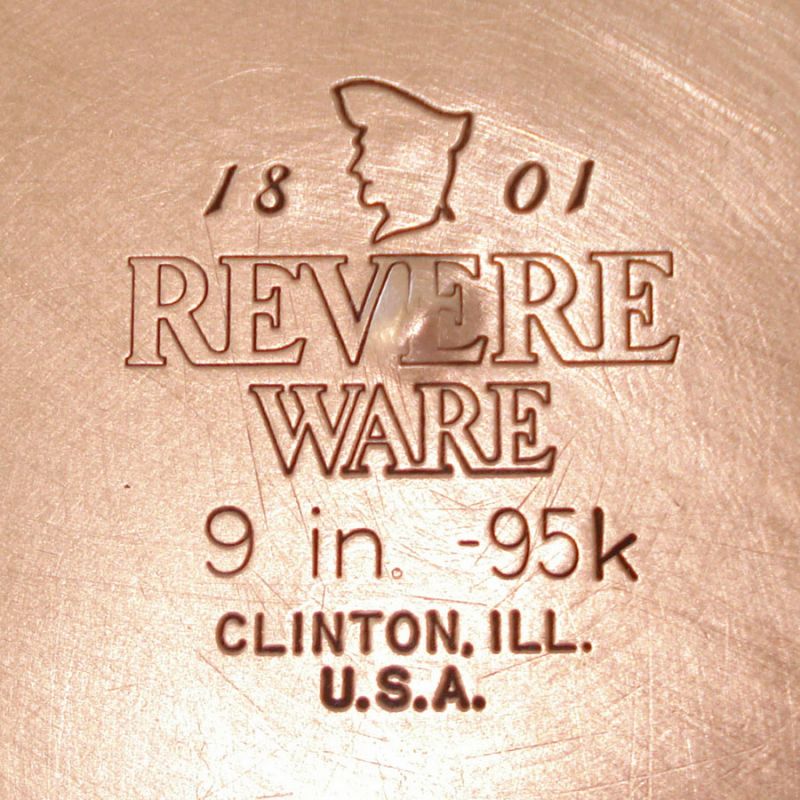 18 01
REVERE
WARE
9 in. -95k
CLINTON, ILL.
U.S.A.